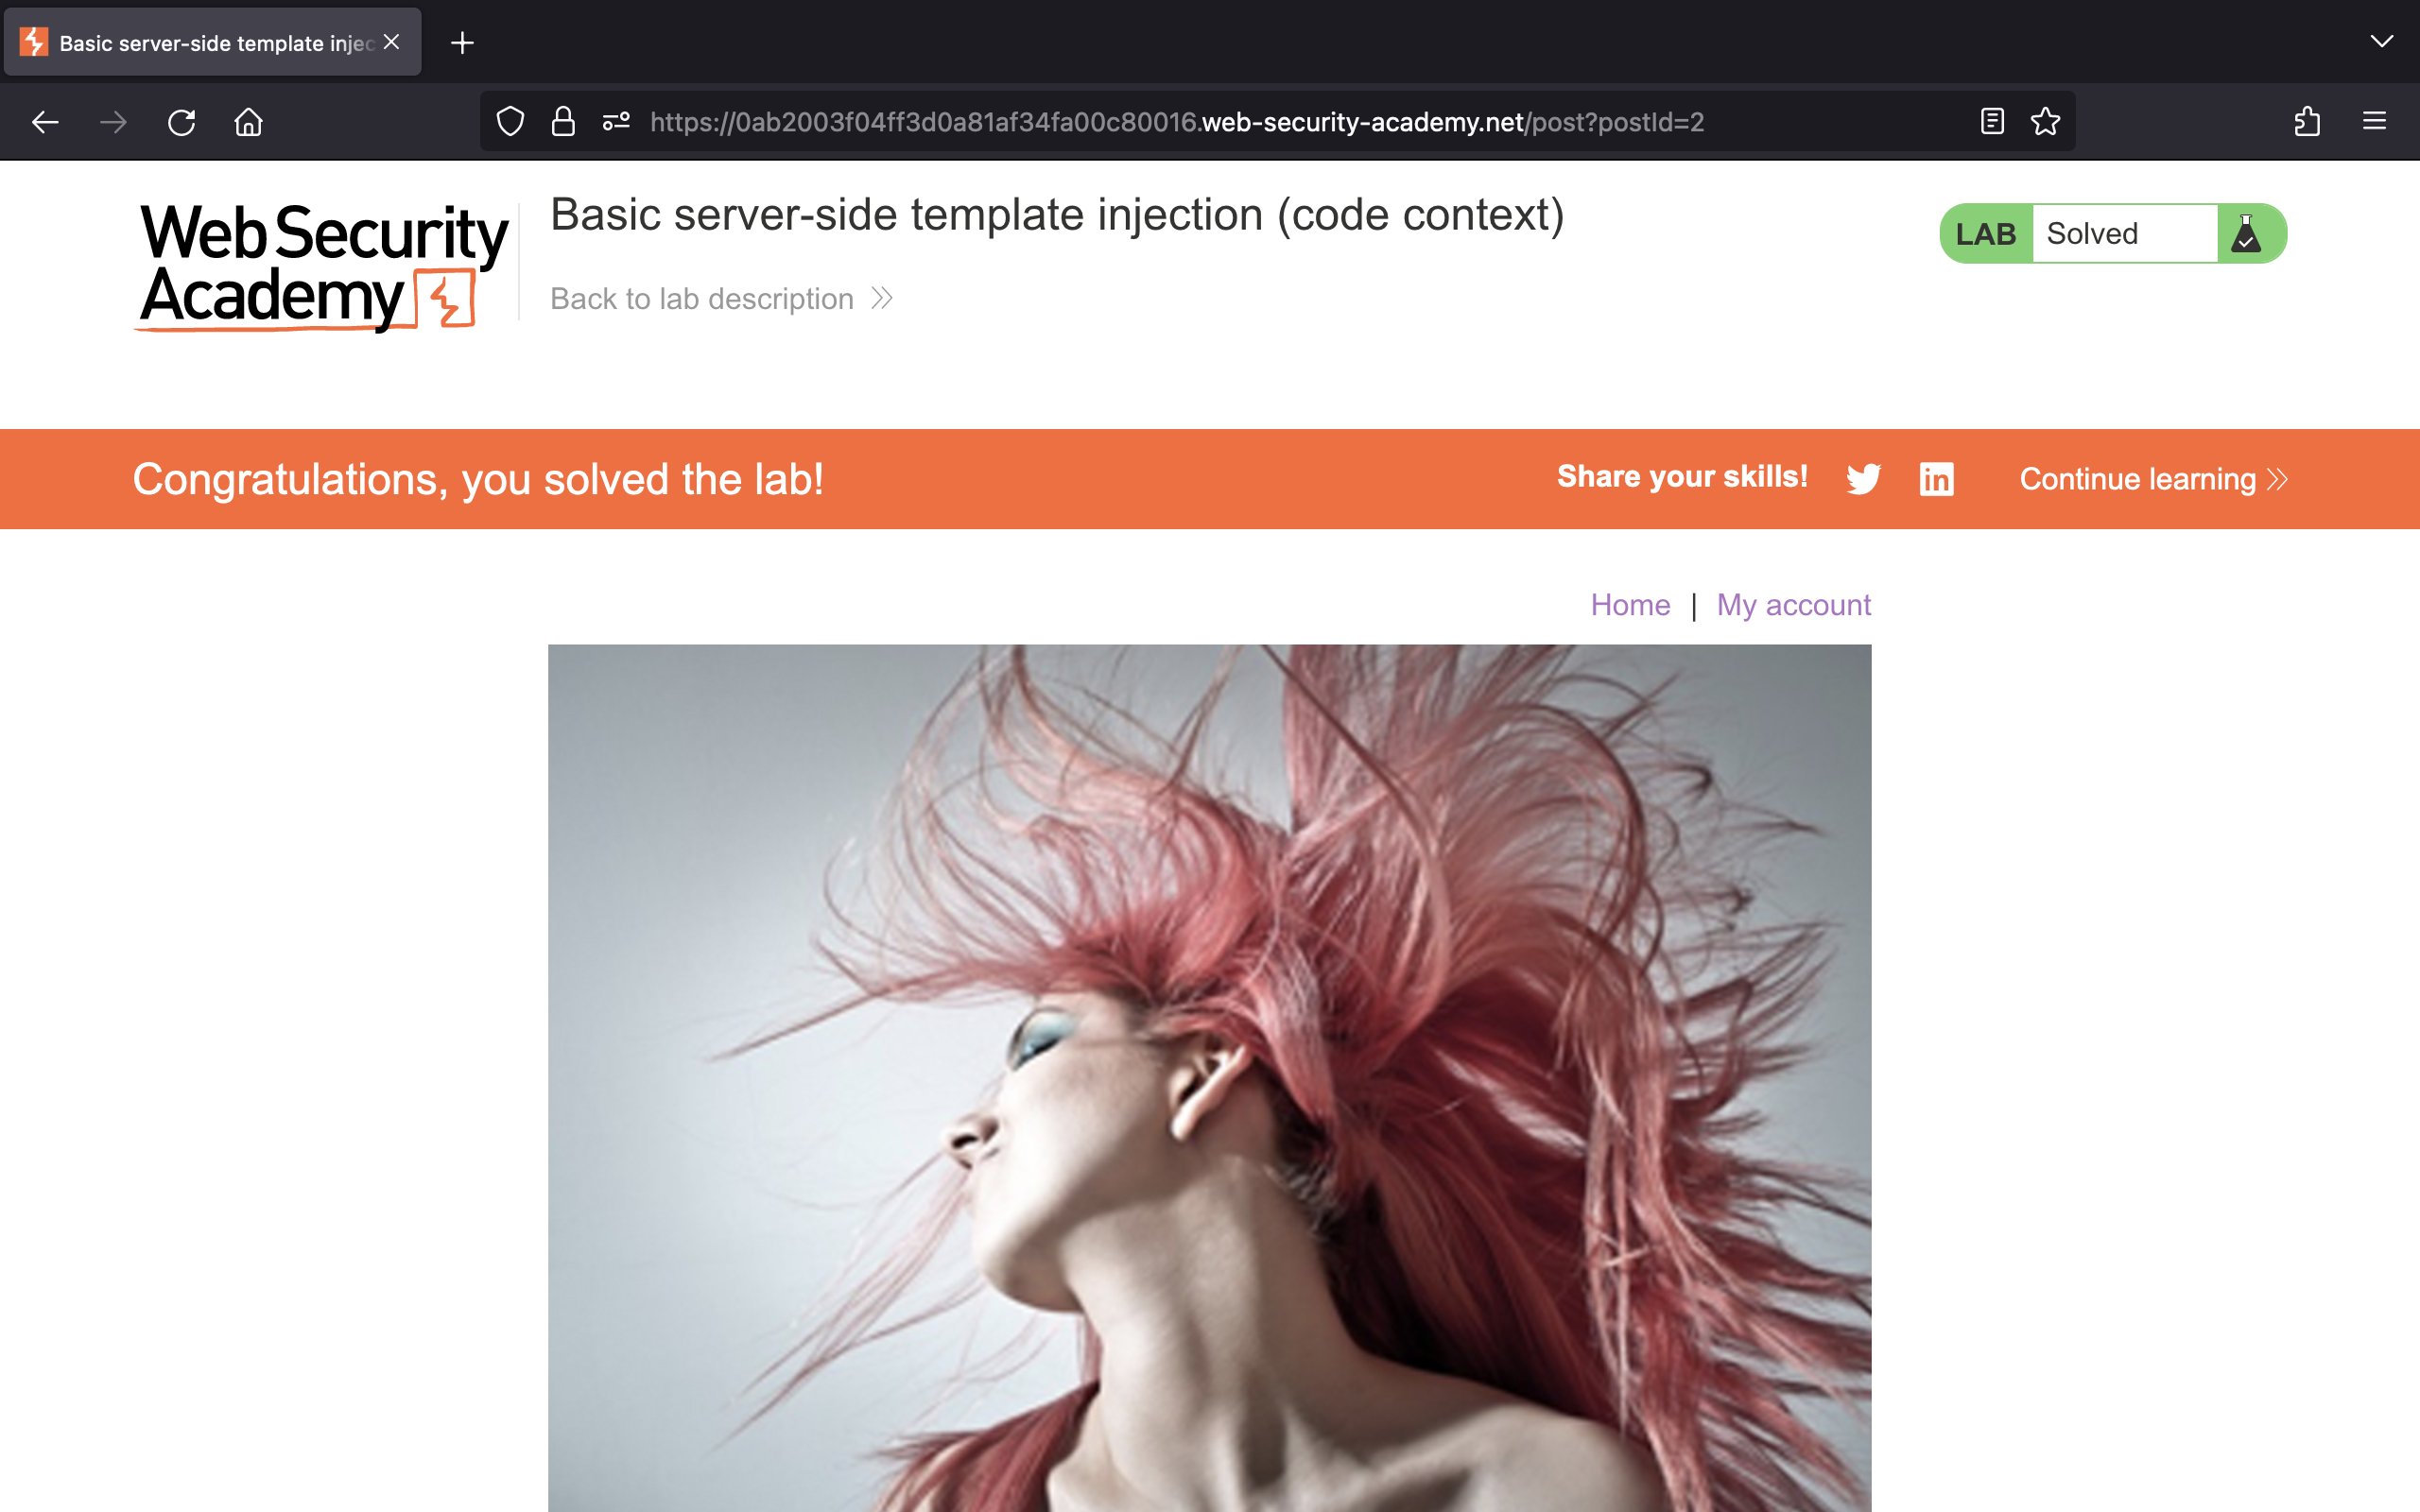 Basic server-side template injec
https://0ab2003f04ff3d0a81af34fa00c80016.web-security-academy.net/post?postId=2
Web Security
Academy
Basic server-side template injection (code context)
Back to lab description
LAB Solved
Congratulations, you solved the lab!
Share your skills!
in
Continue learning
Home | My account